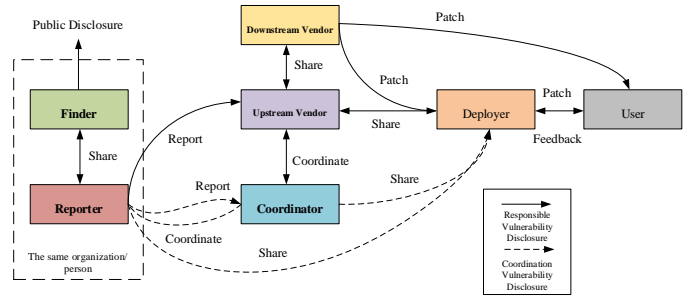 Public Disclosure
Downstream Vendor
Patch
Share
Patch
Finder
Upstream Vendor
Deployer
User
Patch
Share
Feedback
Report
Share
Coordinate
Reporter
Report
Coordinator
Share
Coordinate
Share
The same organization/
person
Responsible
Vulnerability
Disclosure
Coordination
Vulnerability
Disclosure